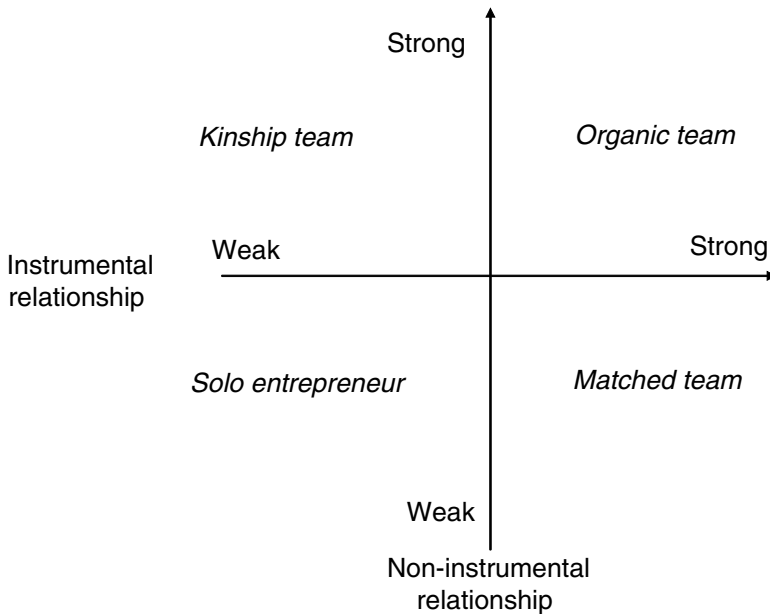 Strong
Kinship team
Organic team
Weak
Strong
Instrumental
relationship
Solo entrepreneur
Matched team
Weak
Non-instrumental
relationship